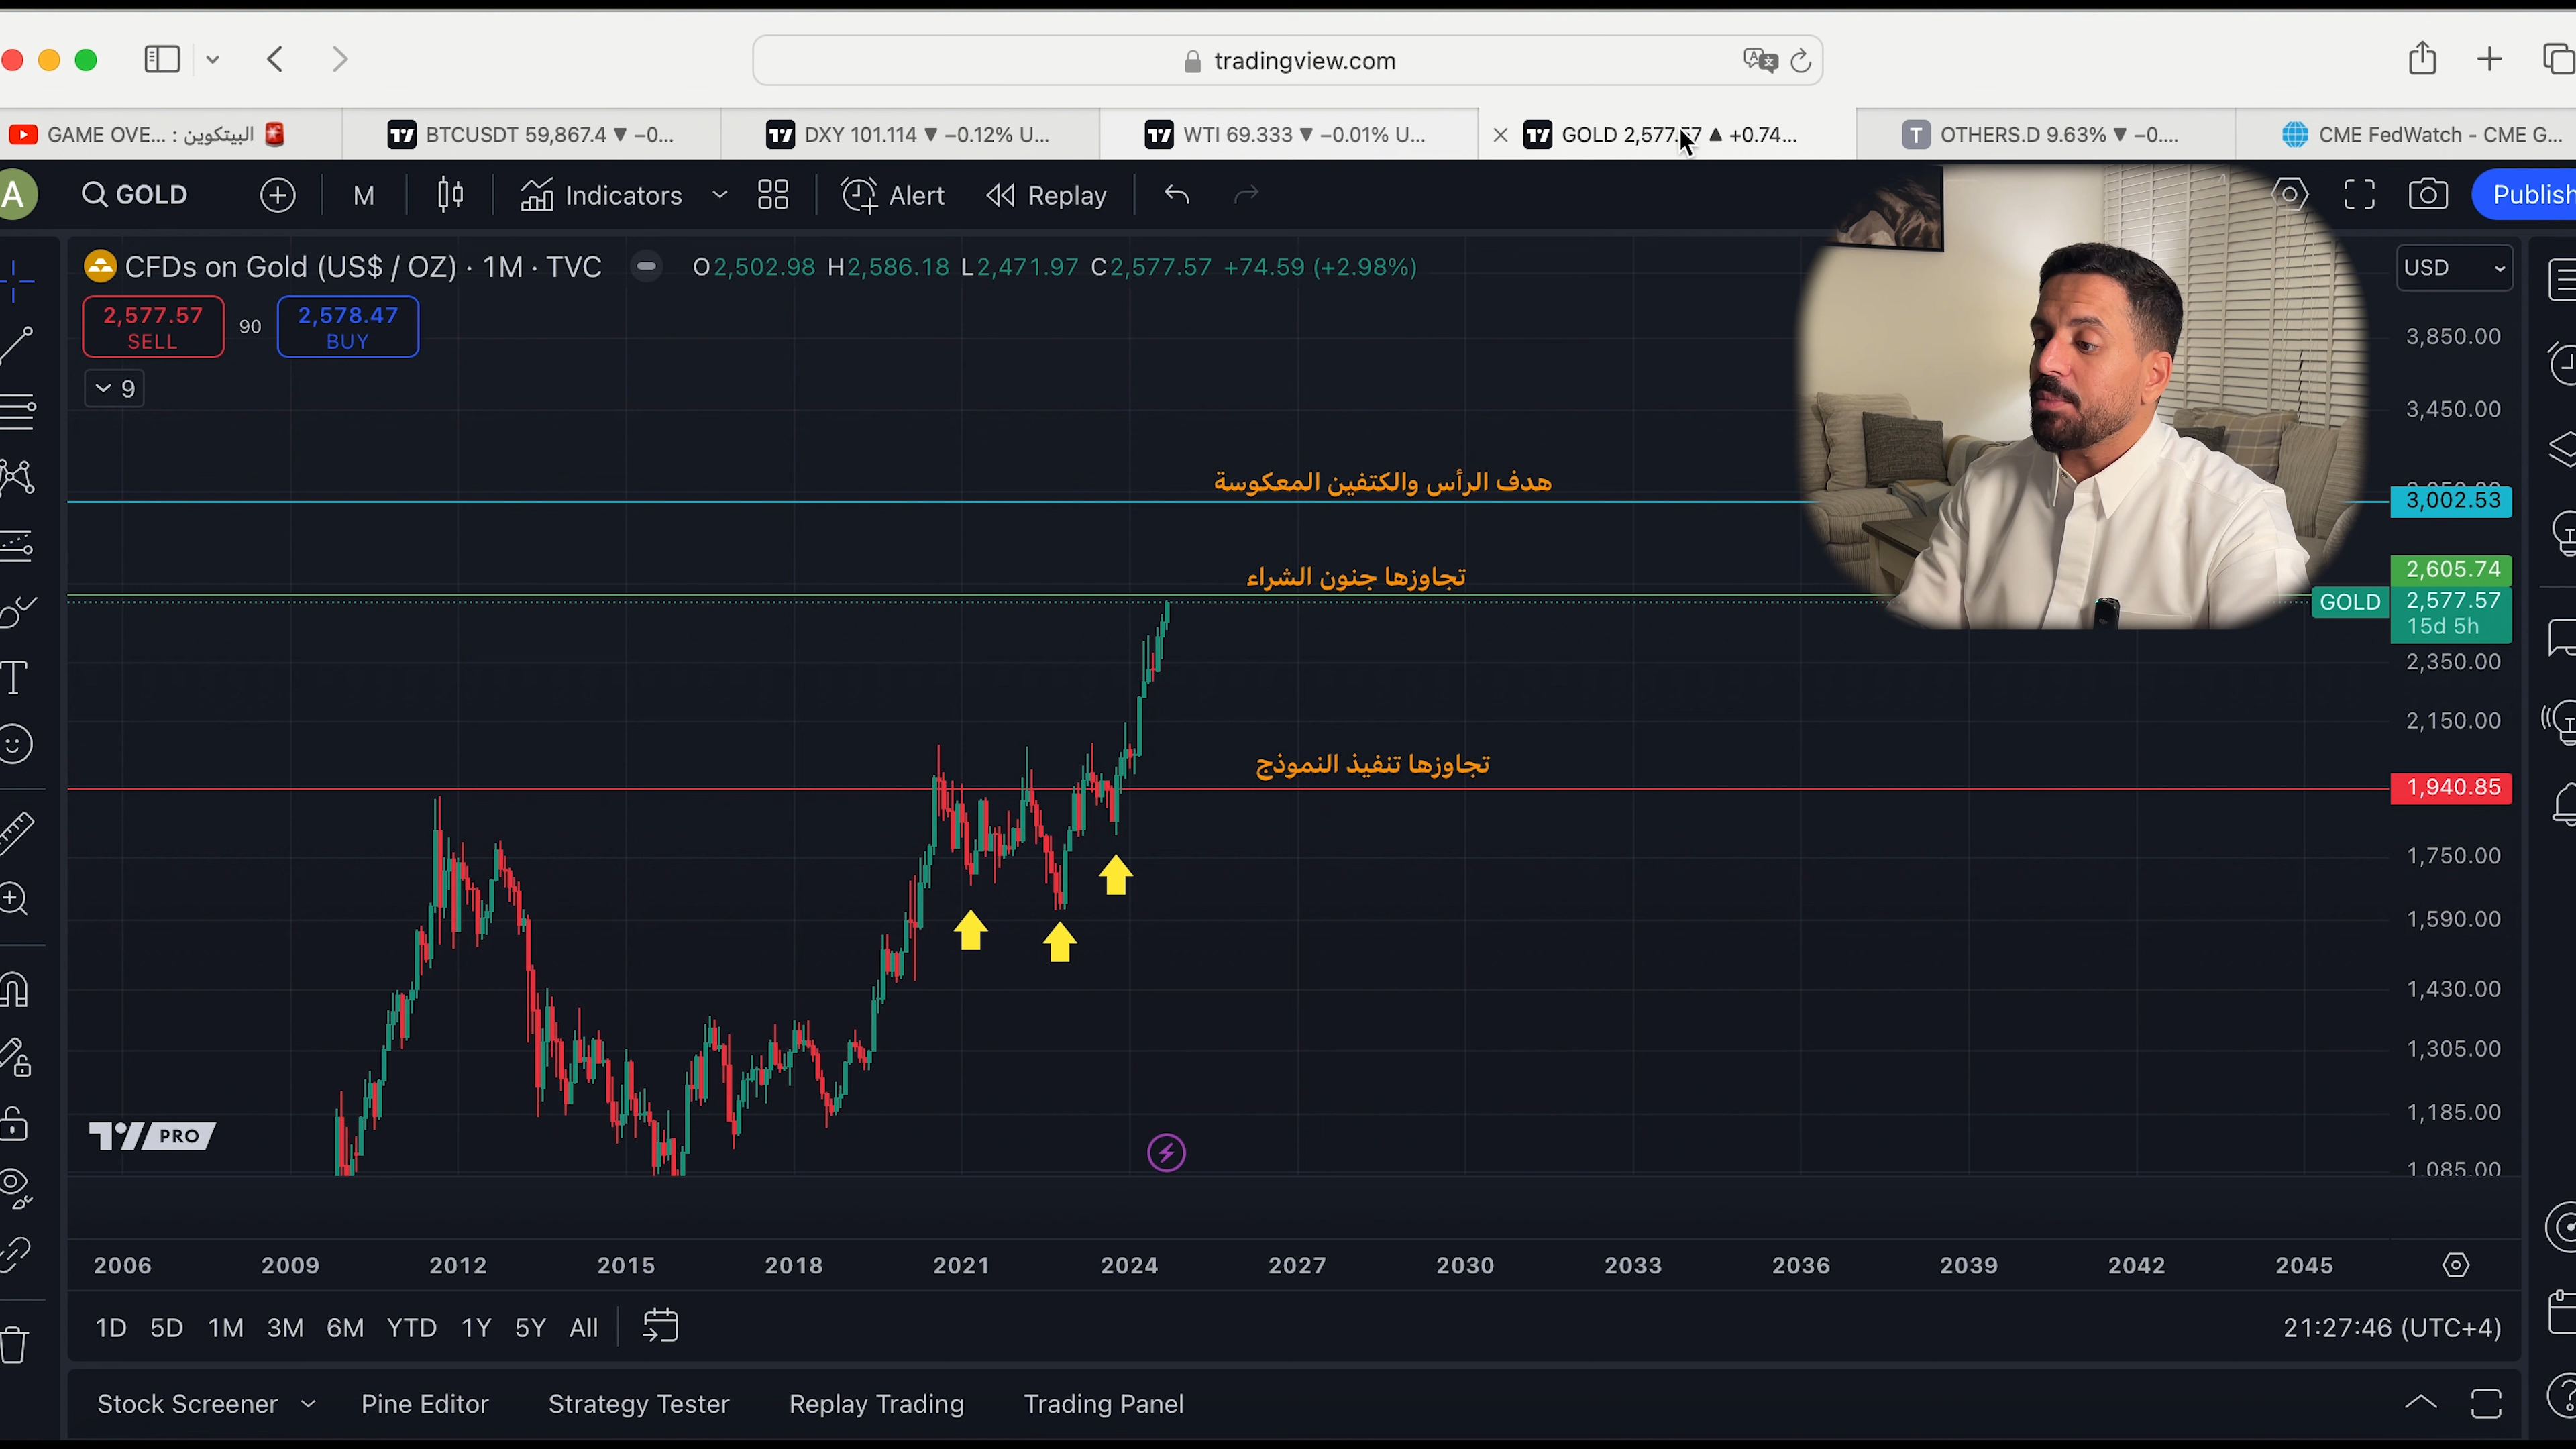 tradingview.com
GAME OVE... : البيتكوين 🚨
BTCUSDT 59,867.4 ▼ −0...
DXY 101.114 ▼ −0.12% U...
WTI 69.333 ▼ −0.01% U...
GOLD 2,577.57 ▲ +0.74...
OTHERS.D 9.63% ▼ −0....
CME FedWatch - CME G...
A
GOLD
M
Indicators
Alert
Replay
Publish
CFDs on Gold (US$ / OZ) · 1M · TVC
O2,502.98 H2,586.18 L2,471.97 C2,577.57 +74.59 (+2.98%)
USD
2,577.57
SELL
90
2,578.47
BUY
9
3,850.00
3,450.00
هدف الرأس والكتفين المعكوسة
3,002.53
تجاوزها جنون الشراء
2,605.74
GOLD
2,577.57
15d 5h
2,350.00
2,150.00
تجاوزها تنفيذ النموذج
1,940.85
1,750.00
1,590.00
1,430.00
1,305.00
1,185.00
1,085.00
PRO
2006 2009 2012 2015 2018 2021 2024 2027 2030 2033 2036 2039 2042 2045
1D 5D 1M 3M 6M YTD 1Y 5Y All
21:27:46 (UTC+4)
Stock Screener
Pine Editor
Strategy Tester
Replay Trading
Trading Panel